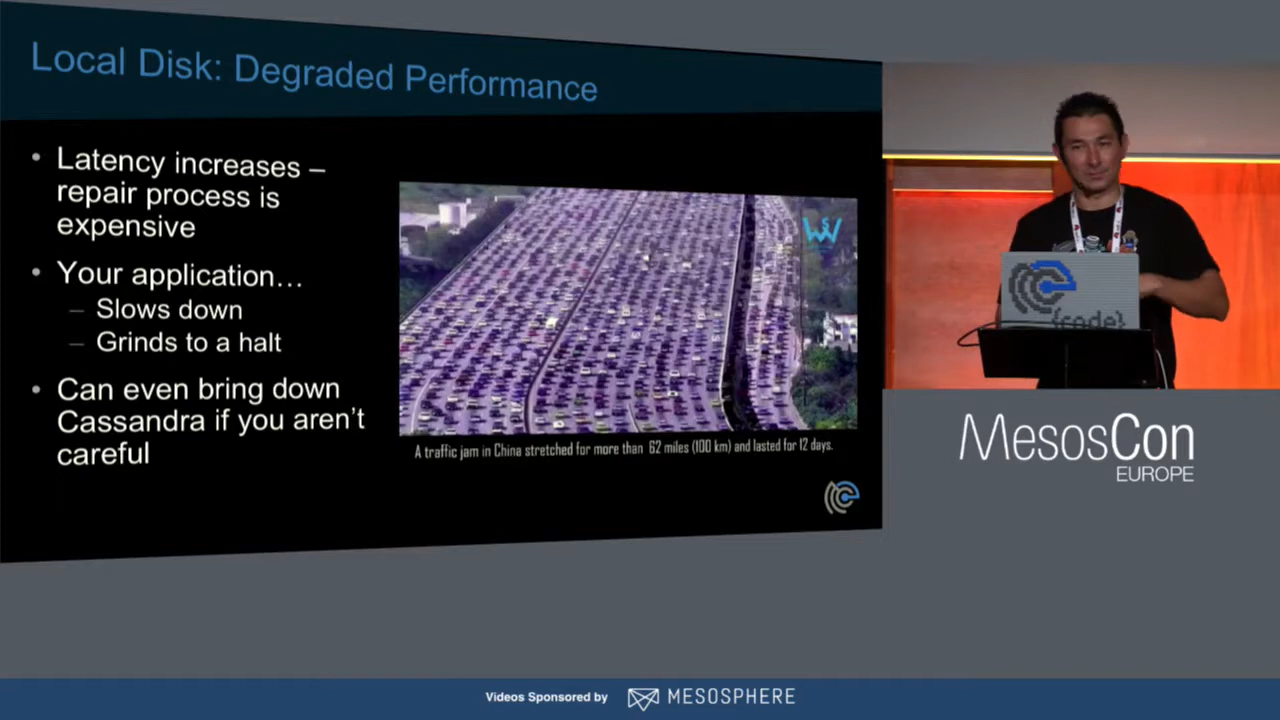 Local Disk: Degraded Performance
• Latency increases –
repair process is
expensive
• Your application…
– Slows down
– Grinds to a halt
• Can even bring down
Cassandra if you aren't
careful
W5
A traffic jam in China stretched for more than 62 miles (100 km) and lasted for 12 days.
{code}
MesosCon
EUROPE
Videos Sponsored by
MESOSPHERE